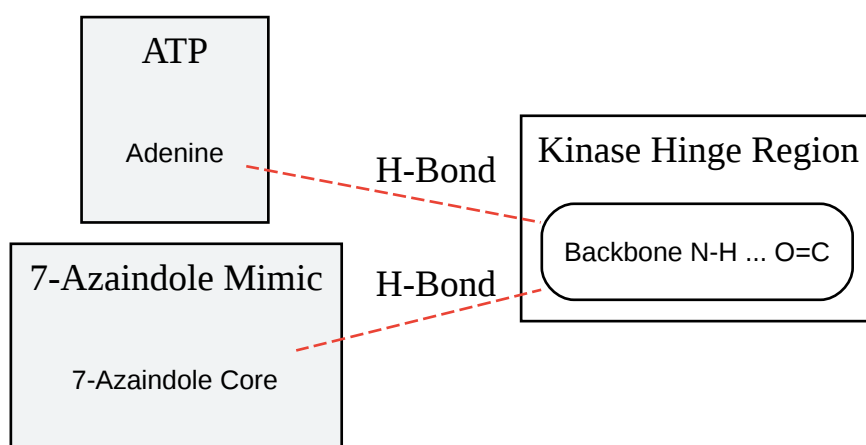 ATP
Adenine
H-Bond
Kinase Hinge Region
Backbone N-H ... O=C
7-Azaindole Mimic
H-Bond
7-Azaindole Core